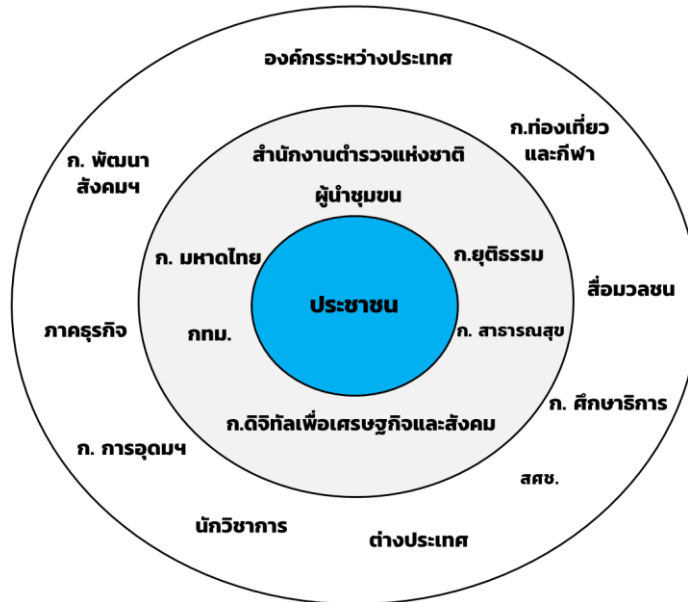 องค์กรระหว่างประเทศ
ก.ท่องเที่ยว
และกีฬา
ก. พัฒนา
สังคมฯ
สำนักงานตำรวจแห่งชาติ
ผู้นำชุมขน
ก. มหาดไทย
ก.ยุติธรรม
สื่อมวลชน
ประชาชน
ภาคธุรกิจ
กทม.
ก. สาธารณสุข
ก. ศึกษาธิการ
ก.ดิจิทัลเพื่อเศรษฐกิจและสังคม
ก. การอุดมฯ
สศช.
นักวิชาการ
ต่างประเทศ